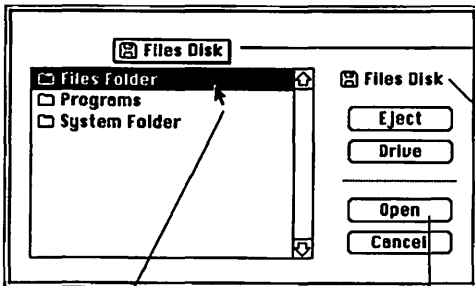 Files Disk
Files Folder
Programs
System Folder
Files Disk
Eject
Drive
Open
Cancel